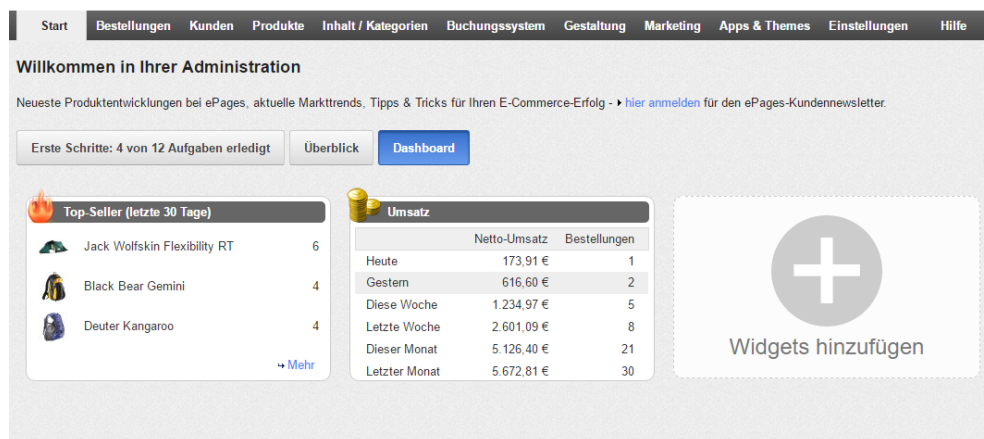 Start Bestellungen Kunden Produkte Inhalt / Kategorien Buchungssystem Gestaltung Marketing Apps & Themes Einstellungen Hilfe
Willkommen in Ihrer Administration
Neueste Produktentwicklungen bei ePages, aktuelle Markttrends, Tipps & Tricks für Ihren E-Commerce-Erfolg - hier anmelden für den ePages-Kundennewsletter.
Erste Schritte: 4 von 12 Aufgaben erledigt Überblick Dashboard
Top-Seller (letzte 30 Tage)
Jack Wolfskin Flexibility RT 6
Black Bear Gemini 4
Deuter Kangaroo 4
Mehr
Umsatz
Netto-Umsatz Bestellungen
Heute 173,91 € 1
Gestern 616,60 € 2
Diese Woche 1.234,97 € 5
Letzte Woche 2.601,09 € 8
Dieser Monat 5.126,40 € 21
Letzter Monat 5.672,81 € 30
Widgets hinzufügen